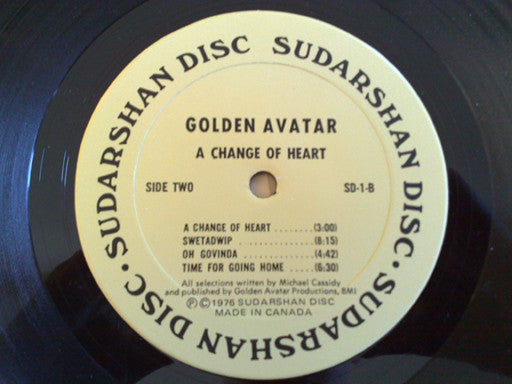 SUDARSHAN DISC SUDARSHAN DISC · SUDARSHAN DISC · SUDARSHAN DISC
GOLDEN AVATAR
A CHANGE OF HEART
SIDE TWO SD-1-B
A CHANGE OF HEART ........(3:00)
SWETADWIP ..............(8:15)
OH GOVINDA .............(4:42)
TIME FOR GOING HOME .....(6:30)
All selections written by Michael Cassidy
and published by Golden Avatar Productions, BMI
℗©1976 SUDARSHAN DISC
MADE IN CANADA